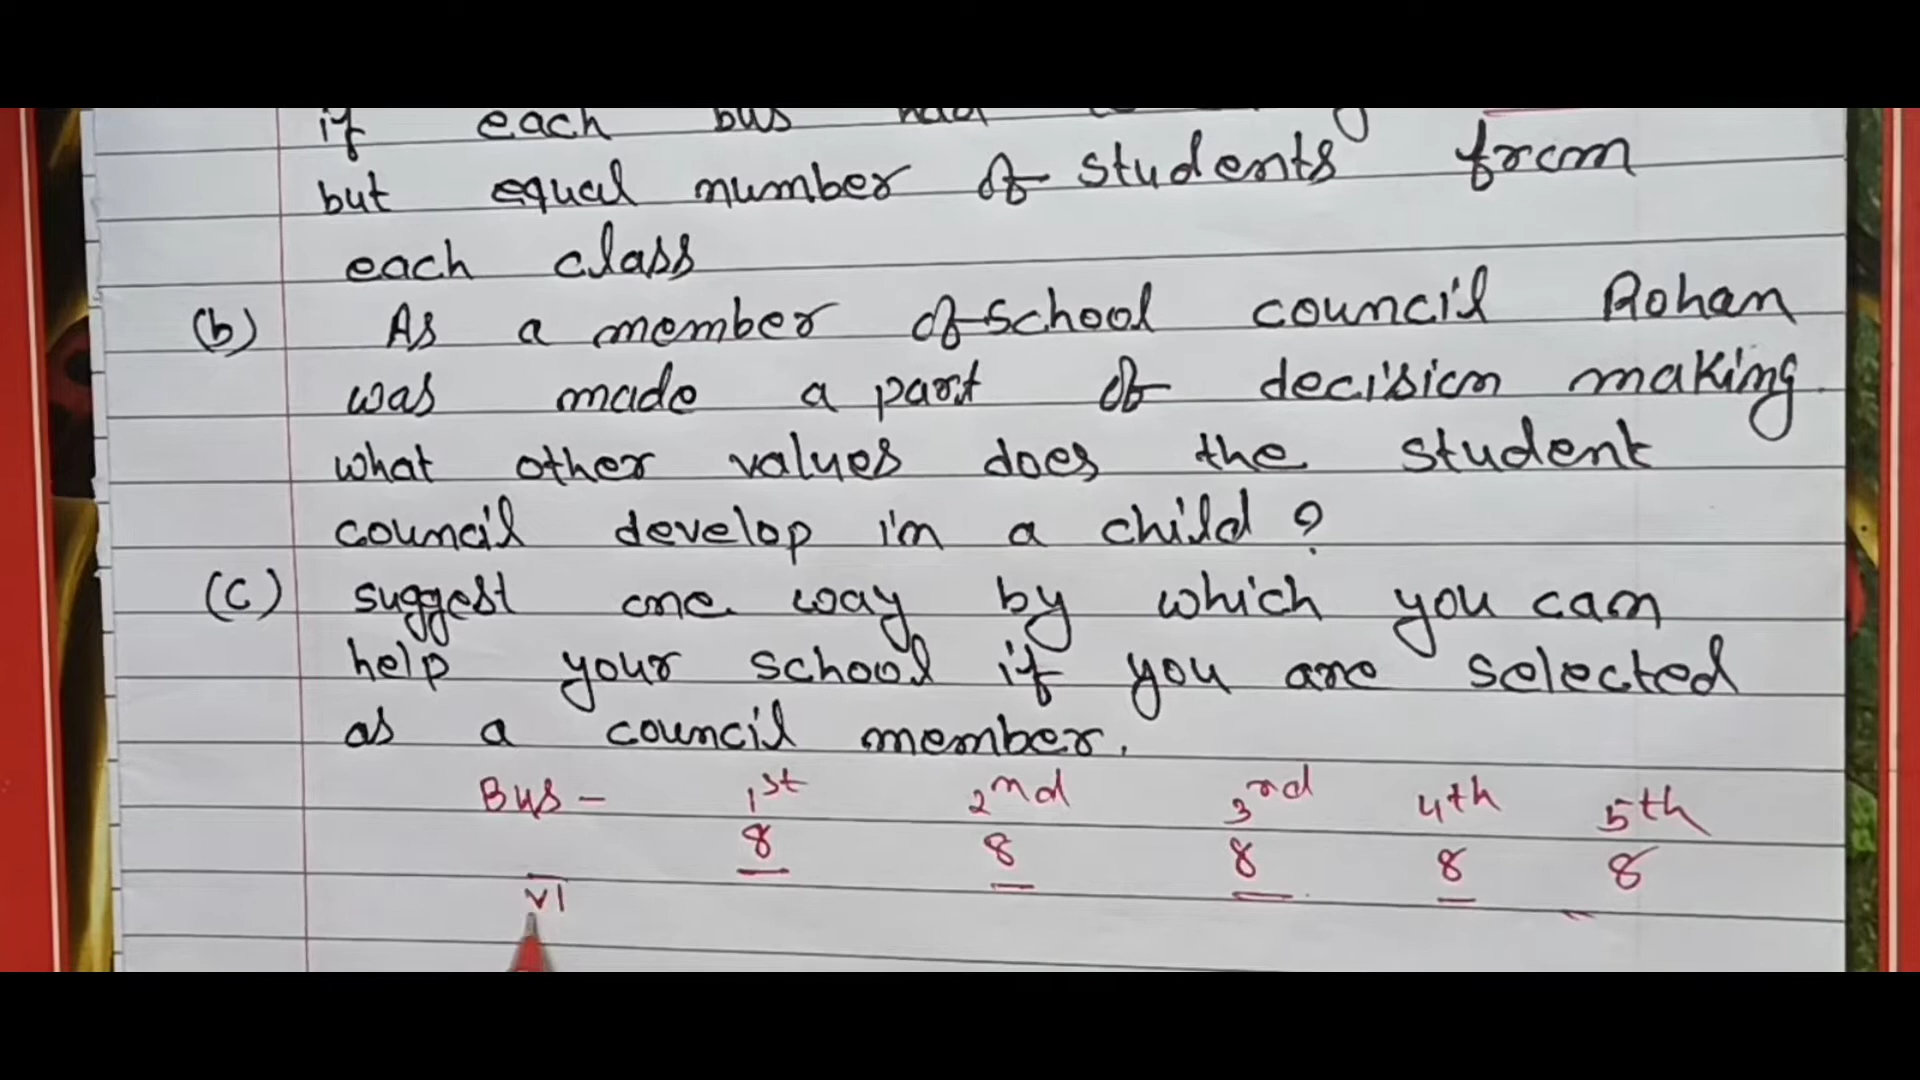 if each bus had
but equal number of students from
each class
(b) As a member of school council Rohan
was made a part of decision making.
what other values does the student
council develop in a child?
(c) suggest one way by which you can
help your school if you are selected
as a council member.
Bus - 1st 2nd 3rd 4th 5th
8 8 8 8 8
VI